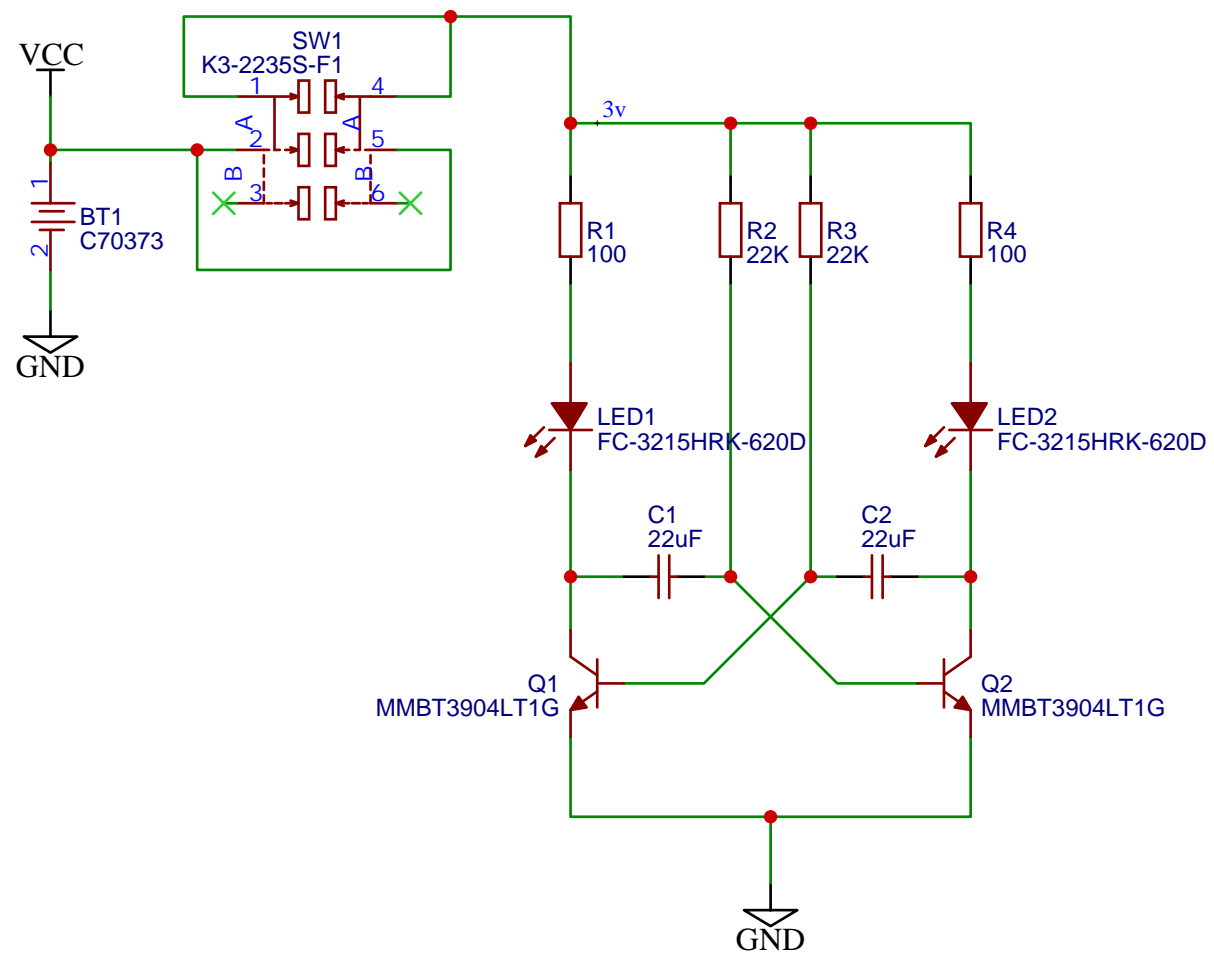 VCC
SW1
K3-2235S-F1
1
4
A
A
2
5
B
B
3
6
1
BT1
C70373
2
GND
3v
R1
100
R2
22K
R3
22K
R4
100
LED1
FC-3215HRK-620D
LED2
FC-3215HRK-620D
C1
22uF
C2
22uF
Q1
MMBT3904LT1G
Q2
MMBT3904LT1G
GND